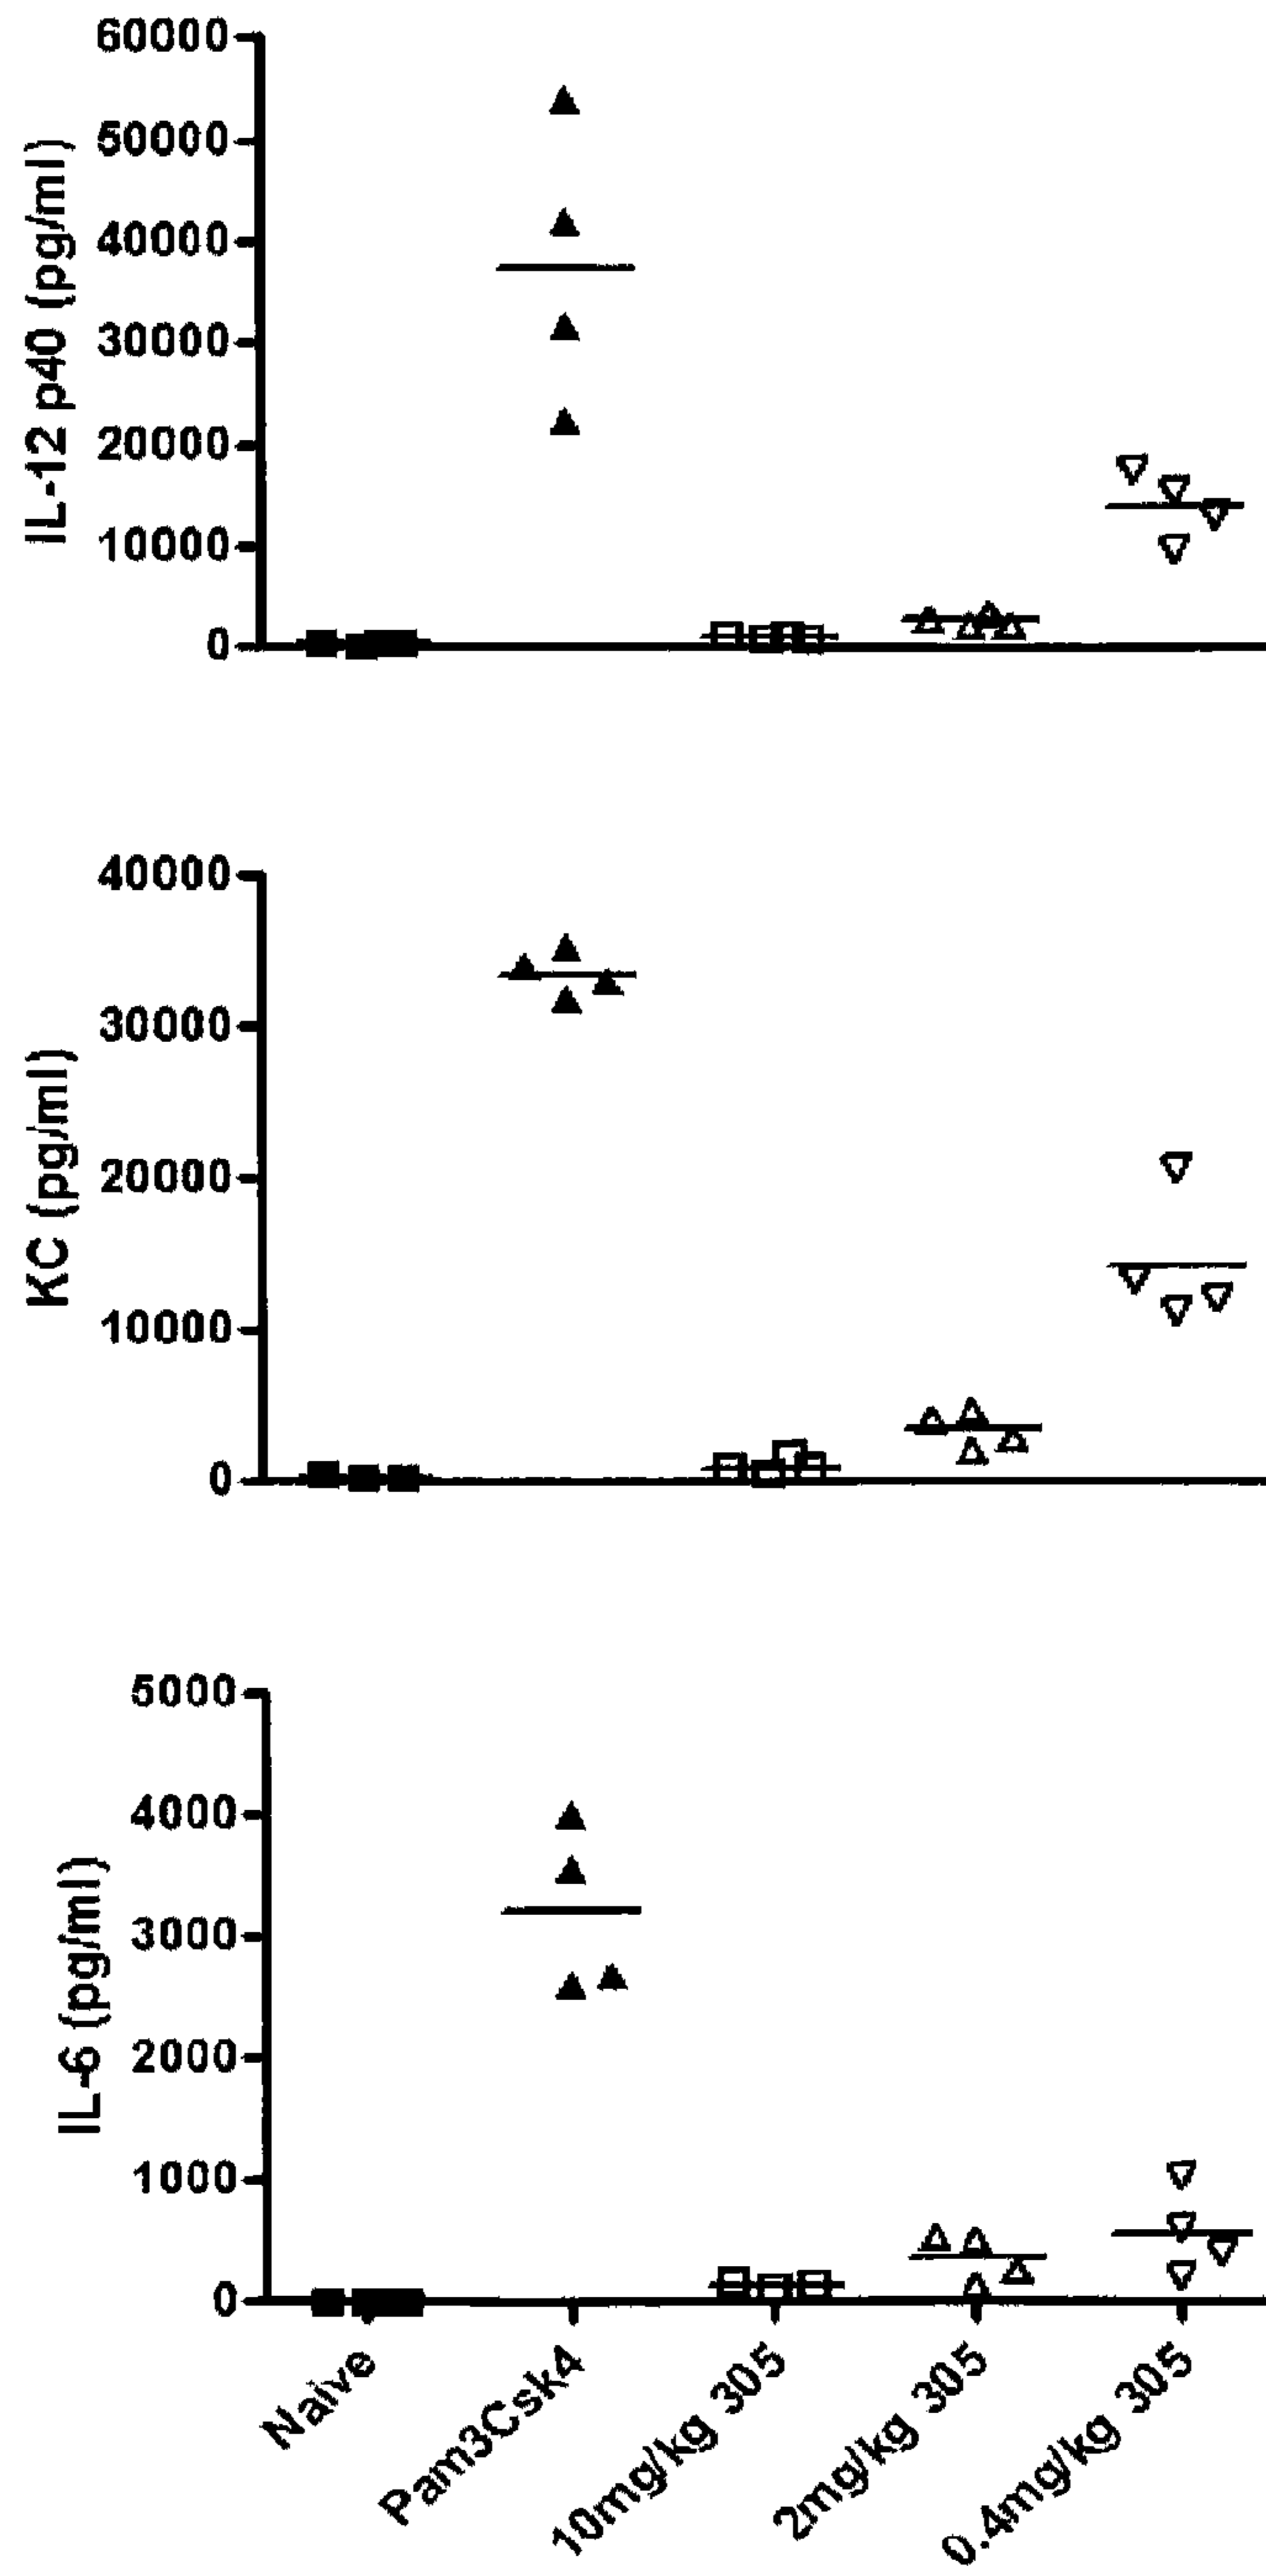 IL-12 p40 (pg/ml)
60000
50000
40000
30000
20000
10000
0
KC (pg/ml)
40000
30000
20000
10000
0
IL-6 (pg/ml)
5000
4000
3000
2000
1000
0
Naive
Pam3Csk4
10mg/kg 305
2mg/kg 305
0.4mg/kg 305